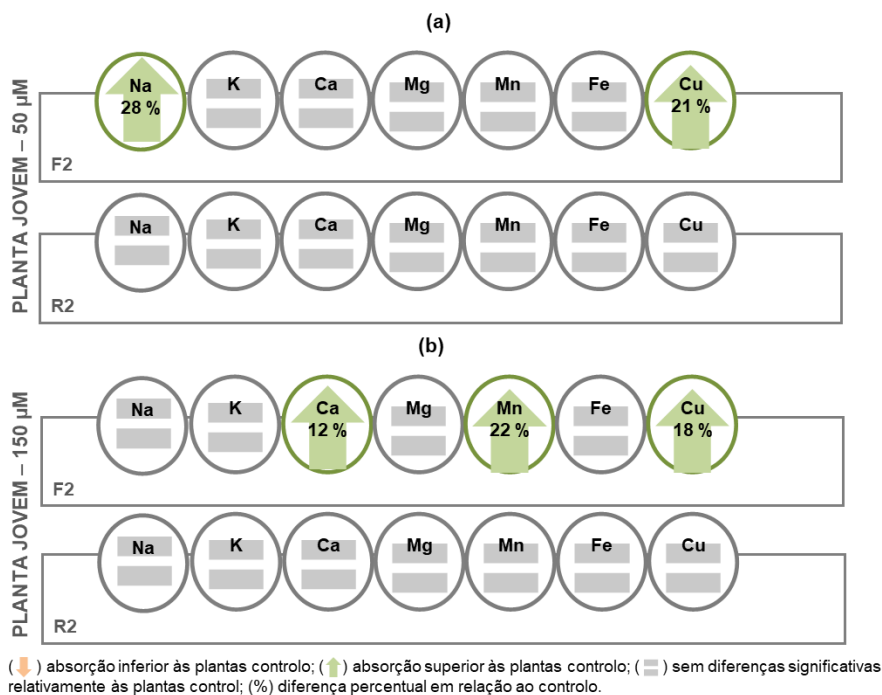 (a)
PLANTA JOVEM – 50 µM
Na K Ca Mg Mn Fe Cu
28 % 21 %
F2
Na K Ca Mg Mn Fe Cu
R2
(b)
PLANTA JOVEM – 150 µM
Na K Ca Mg Mn Fe Cu
12 % 22 % 18 %
F2
Na K Ca Mg Mn Fe Cu
R2
( ) absorção inferior às plantas controlo; ( ) absorção superior às plantas controlo; ( ) sem diferenças significativas
relativamente às plantas control; (%) diferença percentual em relação ao controlo.